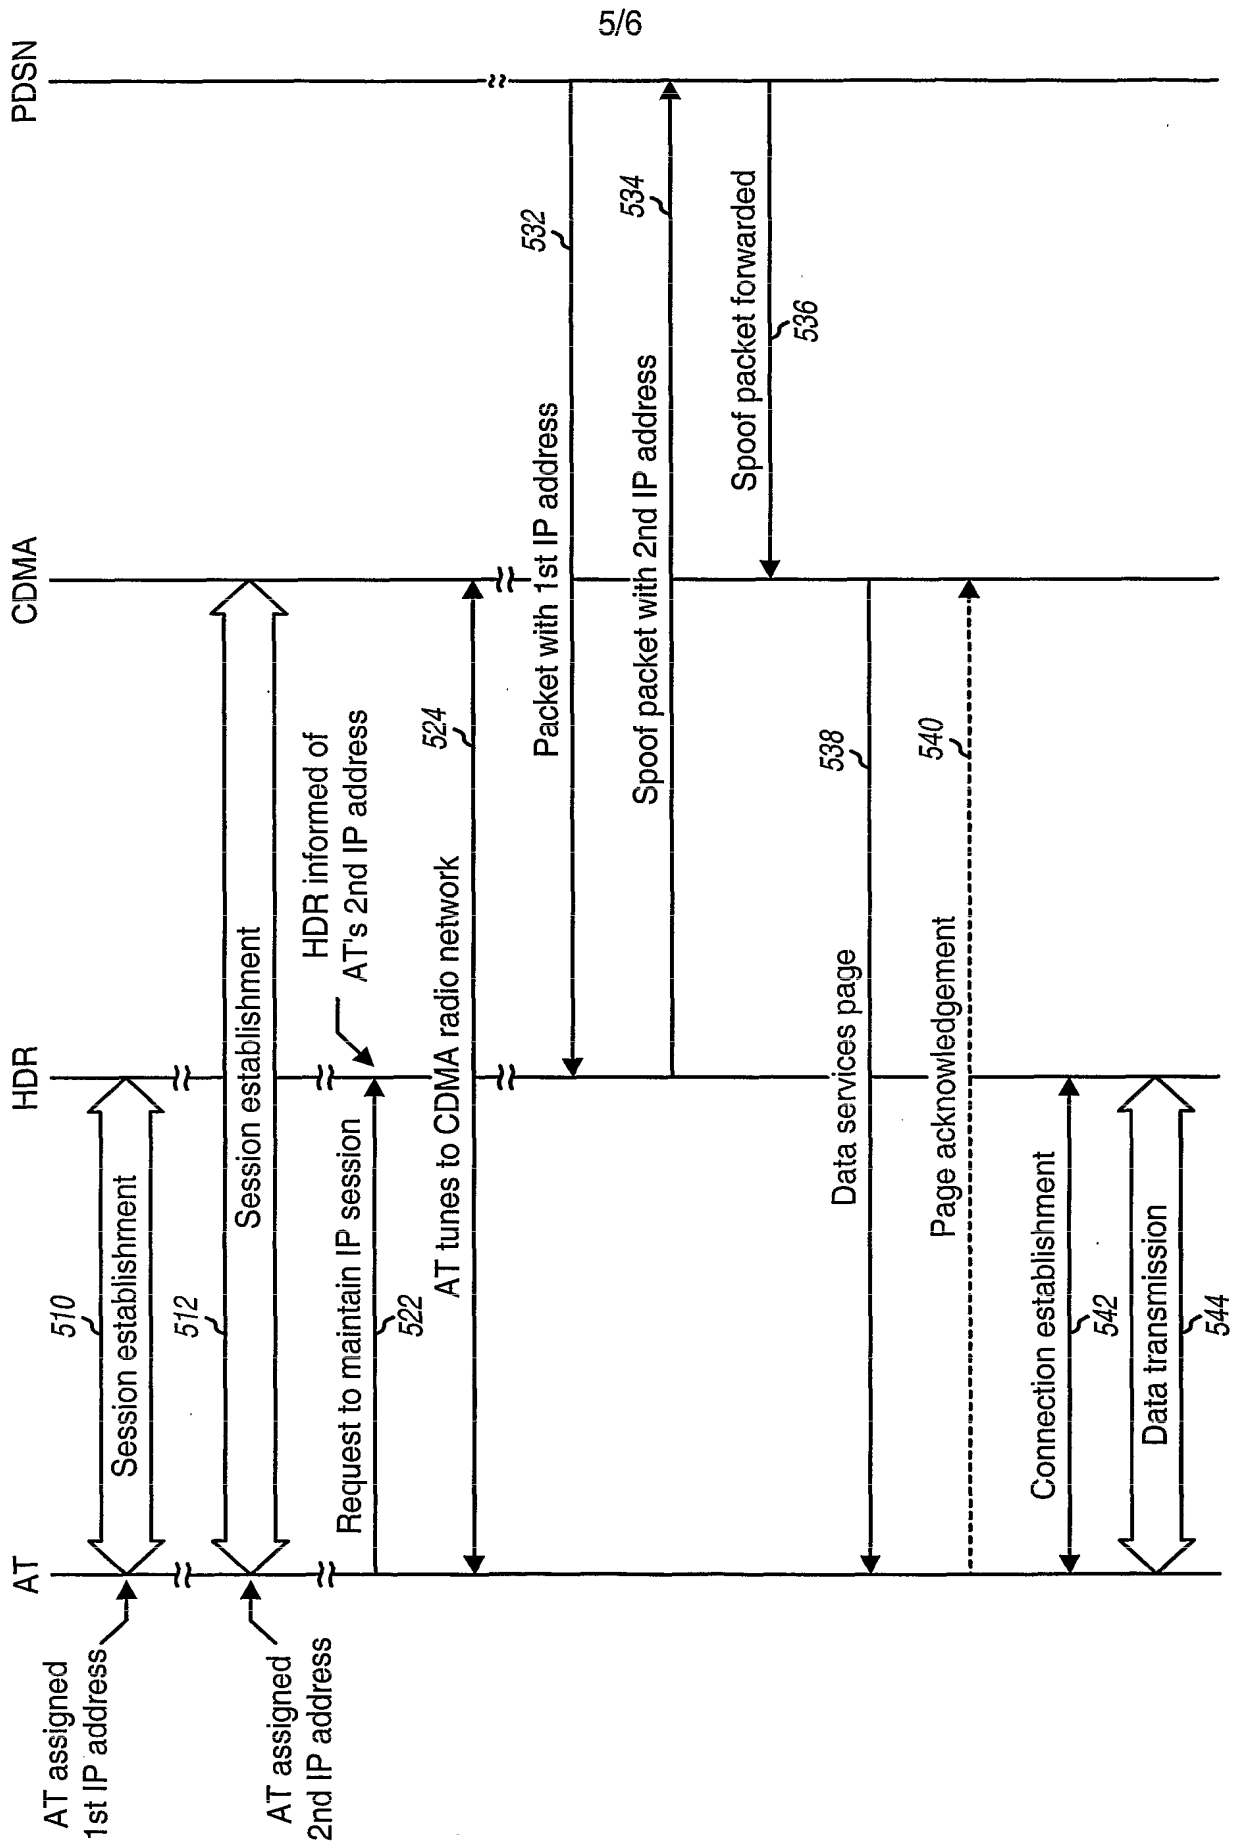 5/6
AT
HDR
CDMA
PDSN
AT assigned
1st IP address
510
Session establishment
AT assigned
2nd IP address
512
Session establishment
HDR informed of
AT's 2nd IP address
Request to maintain IP session
522
AT tunes to CDMA radio network
524
Packet with 1st IP address
532
Spoof packet with 2nd IP address
534
Spoof packet forwarded
536
Data services page
538
Page acknowledgement
540
Connection establishment
542
Data transmission
544